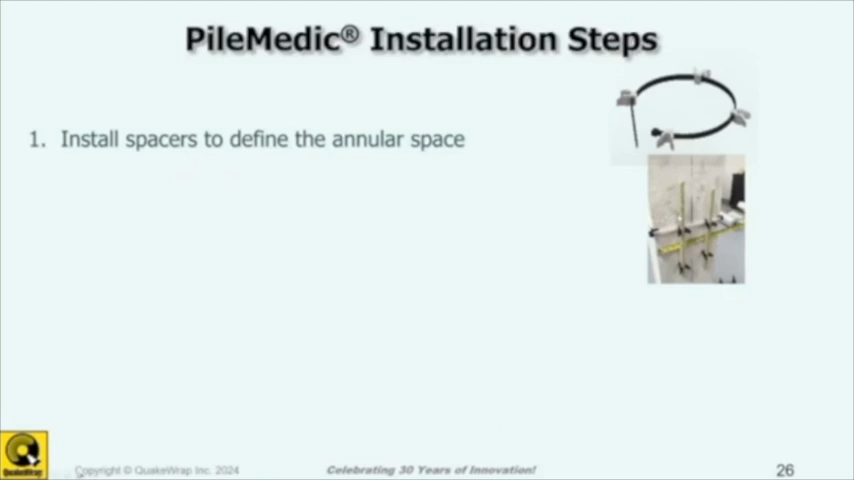 PileMedic® Installation Steps
1. Install spacers to define the annular space
QuakeWrap
Copyright © QuakeWrap Inc. 2024
Celebrating 30 Years of Innovation!
26